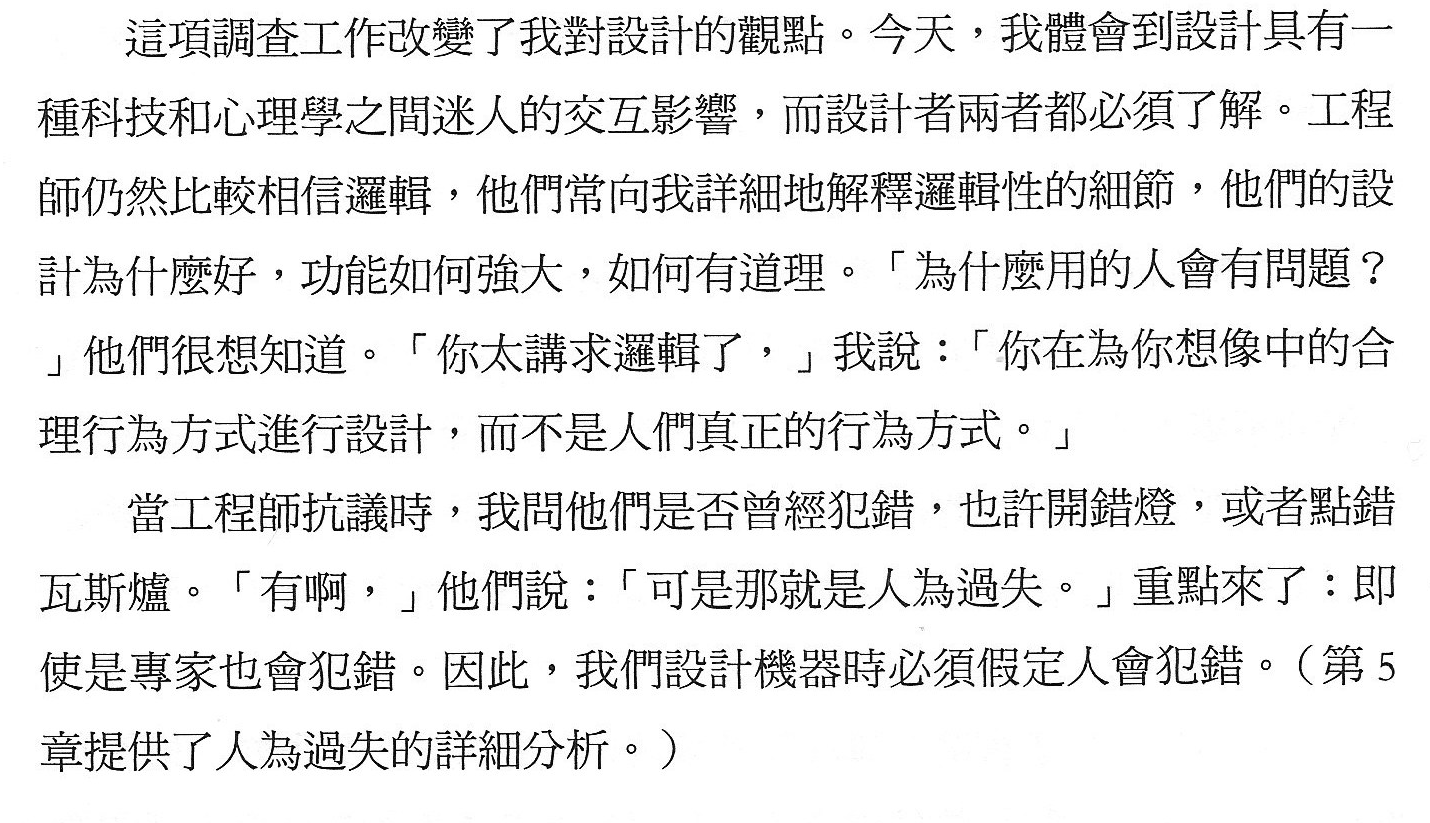 這項調查工作改變了我對設計的觀點。今天，我體會到設計具有一
種科技和心理學之間迷人的交互影響，而設計者兩者都必須了解。工程
師仍然比較相信邏輯，他們常向我詳細地解釋邏輯性的細節，他們的設
計為什麼好，功能如何強大，如何有道理。「為什麼用的人會有問題？
」他們很想知道。「你太講求邏輯了，」我說：「你在為你想像中的合
理行為方式進行設計，而不是人們真正的行為方式。」
當工程師抗議時，我問他們是否曾經犯錯，也許開錯燈，或者點錯
瓦斯爐。「有啊，」他們說：「可是那就是人為過失。」重點來了：即
使是專家也會犯錯。因此，我們設計機器時必須假定人會犯錯。（第 5
章提供了人為過失的詳細分析。）